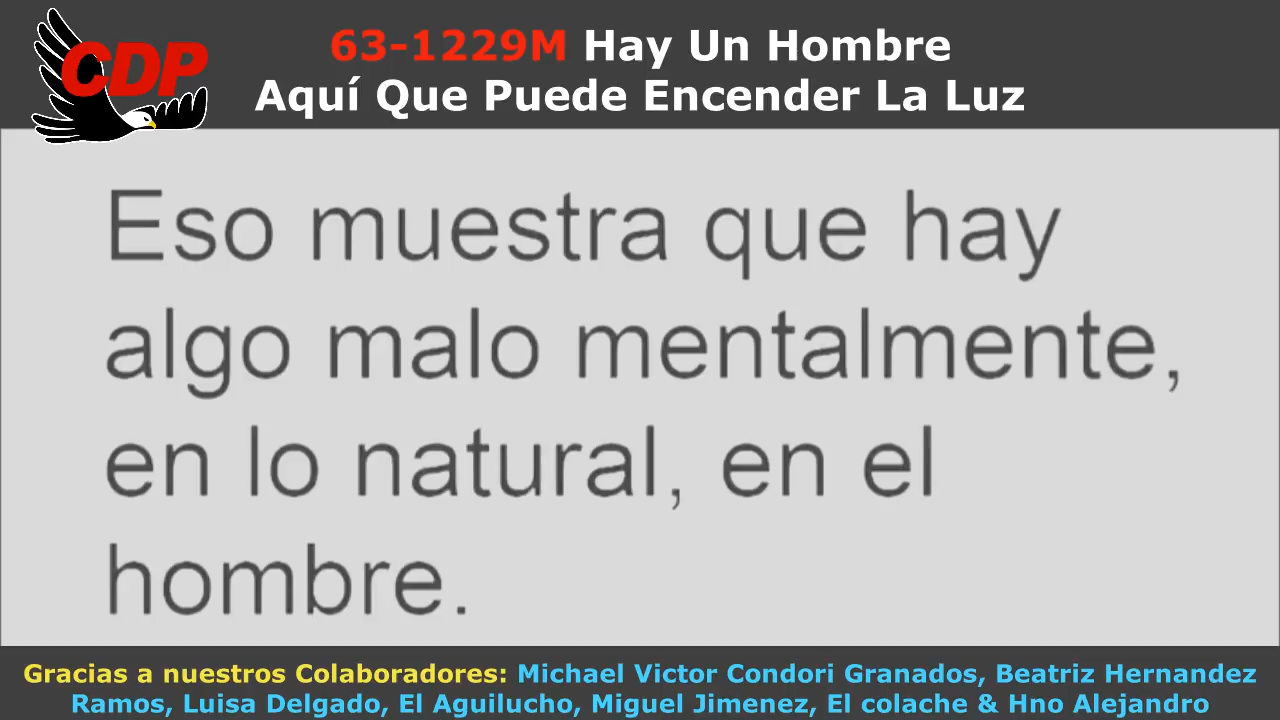 CDP
63-1229M Hay Un Hombre
Aquí Que Puede Encender La Luz
Eso muestra que hay
algo malo mentalmente,
en lo natural, en el
hombre.
Gracias a nuestros Colaboradores: Michael Victor Condori Granados, Beatriz Hernandez
Ramos, Luisa Delgado, El Aguilucho, Miguel Jimenez, El colache & Hno Alejandro